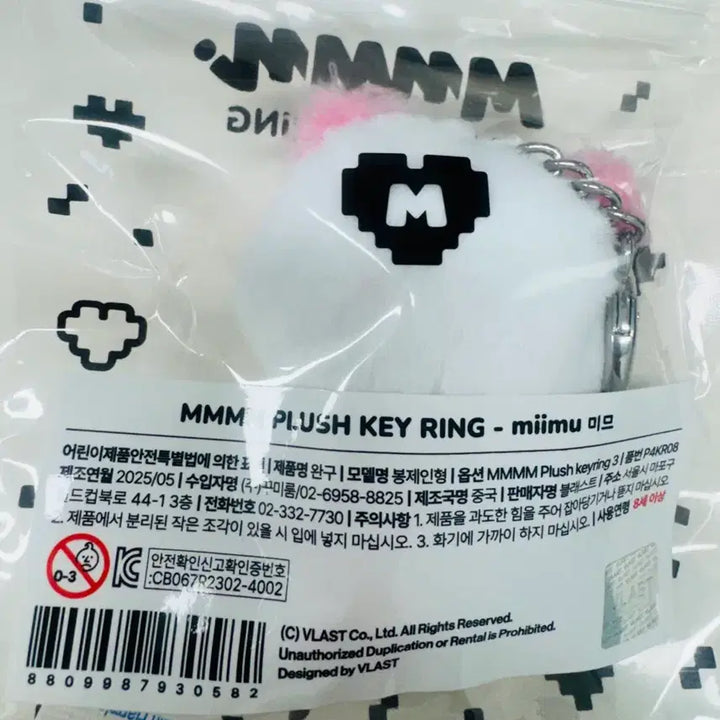 M
MMMM PLUSH KEY RING - miimu 미므
어린이제품안전특별법에 의한 | 제품명 완구 | 모델명 봉제인형 | 옵션 MMMM Plush keyring 3 | 품번 P4KR08
제조연월 2025/05 | 수입자명 (주)꾸미룸/02-6958-8825 | 제조국명 중국 | 판매자명 블래스트 | 주소 서울시 마포구
월드컵북로 44-1 3층 | 전화번호 02-332-7730 | 주의사항 1. 제품을 과도한 힘을 주어 잡아당기거나 뜯지 마십시오.
2. 제품에서 분리된 작은 조각이 있을 시 입에 넣지 마십시오. 3. 화기에 가까이 하지 마십시오. | 사용연령 8세 이상
0-3
안전확인신고확인증번호
:CB067R2302-4002
8809987930582
(C) VLAST Co., Ltd. All Rights Reserved.
Unauthorized Duplication or Rental is Prohibited.
Designed by VLAST